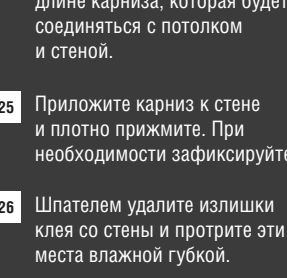 длине карниза, которая будет
соединяться с потолком
и стеной.
25 Приложите карниз к стене
и плотно прижмите. При
необходимости зафиксируйте
26 Шпателем удалите излишки
клея со стены и протрите эти
места влажной губкой.